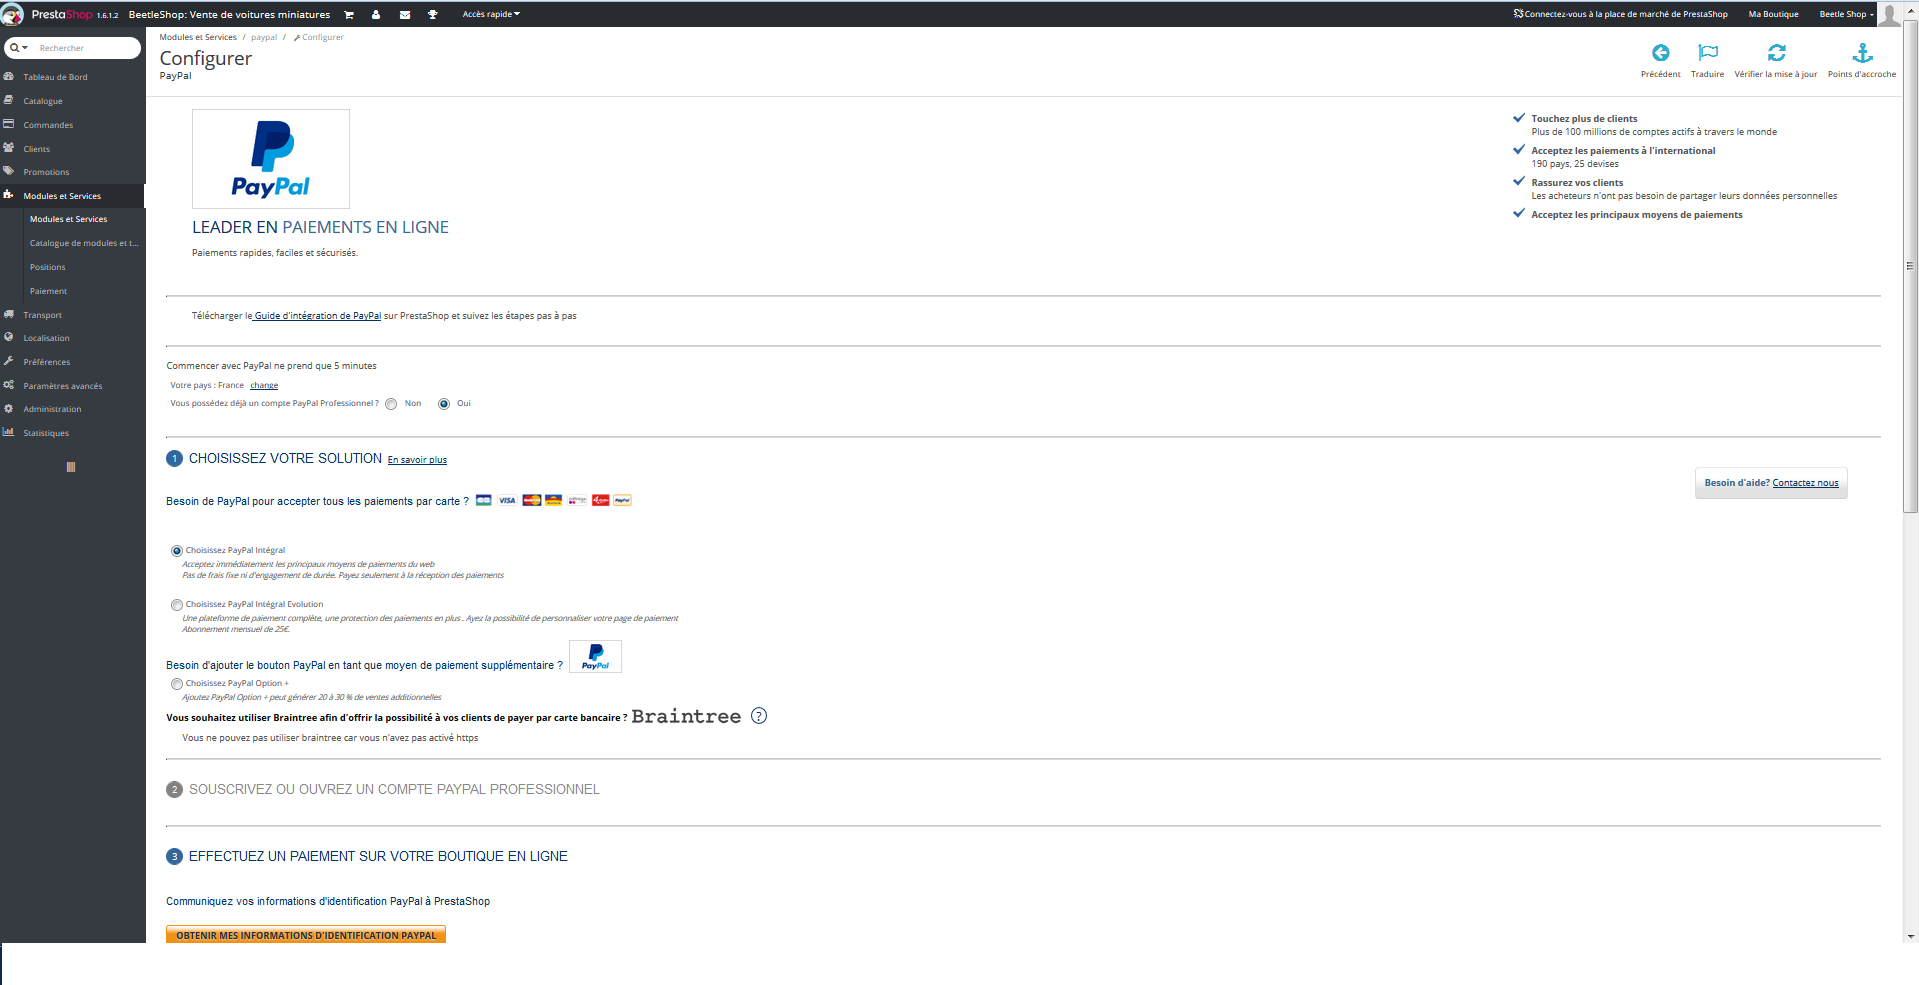 PrestaShop 1.6.1.2 BeetleShop: Vente de voitures miniatures Accès rapide Connectez-vous à la place de marché de PrestaShop Ma Boutique Beetle Shop
Rechercher
Tableau de Bord
Catalogue
Commandes
Clients
Promotions
Modules et Services
Modules et Services
Catalogue de modules et t...
Positions
Paiement
Transport
Localisation
Préférences
Paramètres avancés
Administration
Statistiques
Modules et Services / paypal / Configurer
Configurer
PayPal
Précédent Traduire Vérifier la mise à jour Points d'accroche
PayPal
LEADER EN PAIEMENTS EN LIGNE
Paiements rapides, faciles et sécurisés.
Touchez plus de clients
Plus de 100 millions de comptes actifs à travers le monde
Acceptez les paiements à l'international
190 pays, 25 devises
Rassurez vos clients
Les acheteurs n'ont pas besoin de partager leurs données personnelles
Acceptez les principaux moyens de paiements
Télécharger le Guide d'intégration de PayPal sur PrestaShop et suivez les étapes pas à pas
Commencer avec PayPal ne prend que 5 minutes
Votre pays : France change
Vous possédez déjà un compte PayPal Professionnel ? Non Oui
1 CHOISISSEZ VOTRE SOLUTION En savoir plus
Besoin d'aide? Contactez nous
Besoin de PayPal pour accepter tous les paiements par carte ? VISA PayPal
Choisissez PayPal Intégral
Acceptez immédiatement les principaux moyens de paiements du web
Pas de frais fixe ni d'engagement de durée. Payez seulement à la réception des paiements
Choisissez PayPal Intégral Evolution
Une plateforme de paiement complète, une protection des paiements en plus . Ayez la possibilité de personnaliser votre page de paiement
Abonnement mensuel de 25€.
Besoin d'ajouter le bouton PayPal en tant que moyen de paiement supplémentaire ? PayPal
Choisissez PayPal Option +
Ajoutez PayPal Option + peut générer 20 à 30 % de ventes additionnelles
Vous souhaitez utiliser Braintree afin d'offrir la possibilité à vos clients de payer par carte bancaire ? Braintree ?
Vous ne pouvez pas utiliser braintree car vous n'avez pas activé https
2 SOUSCRIVEZ OU OUVREZ UN COMPTE PAYPAL PROFESSIONNEL
3 EFFECTUEZ UN PAIEMENT SUR VOTRE BOUTIQUE EN LIGNE
Communiquez vos informations d'identification PayPal à PrestaShop
OBTENIR MES INFORMATIONS D'IDENTIFICATION PAYPAL